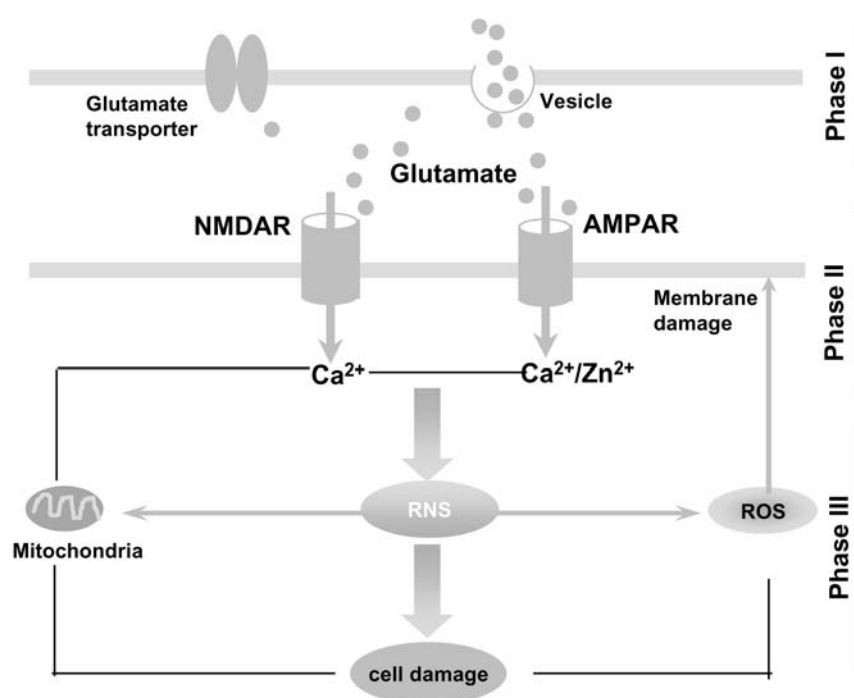 Phase I
Glutamate
transporter
Vesicle
Glutamate
NMDAR
AMPAR
Phase II
Membrane
damage
Ca²⁺
Ca²⁺/Zn²⁺
RNS
ROS
Mitochondria
Phase III
cell damage